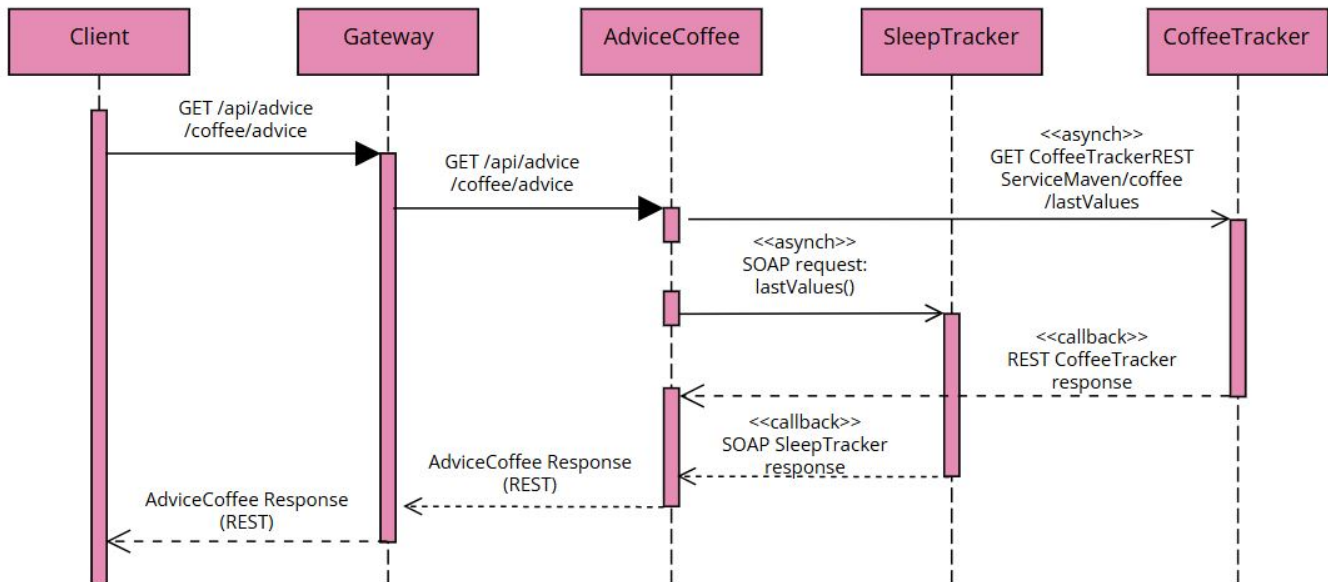 Client
Gateway
AdviceCoffee
SleepTracker
CoffeeTracker
GET /api/advice
/coffee/advice
GET /api/advice
/coffee/advice
<<asynch>>
GET CoffeeTrackerREST
ServiceMaven/coffee
/lastValues
<<asynch>>
SOAP request:
lastValues()
<<callback>>
REST CoffeeTracker
response
<<callback>>
SOAP SleepTracker
response
AdviceCoffee Response
(REST)
AdviceCoffee Response
(REST)